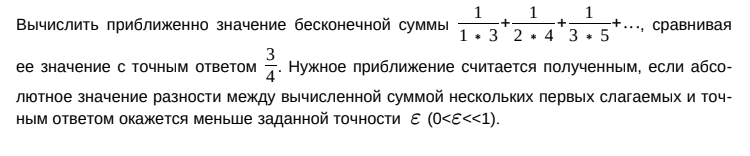 Вычислить приближенно значение бесконечной суммы 1/(1 * 3)+1/(2 * 4)+1/(3 * 5)+..., сравнивая
ее значение с точным ответом 3/4. Нужное приближение считается полученным, если абсо-
лютное значение разности между вычисленной суммой нескольких первых слагаемых и точ-
ным ответом окажется меньше заданной точности ε (0<ε<<1).